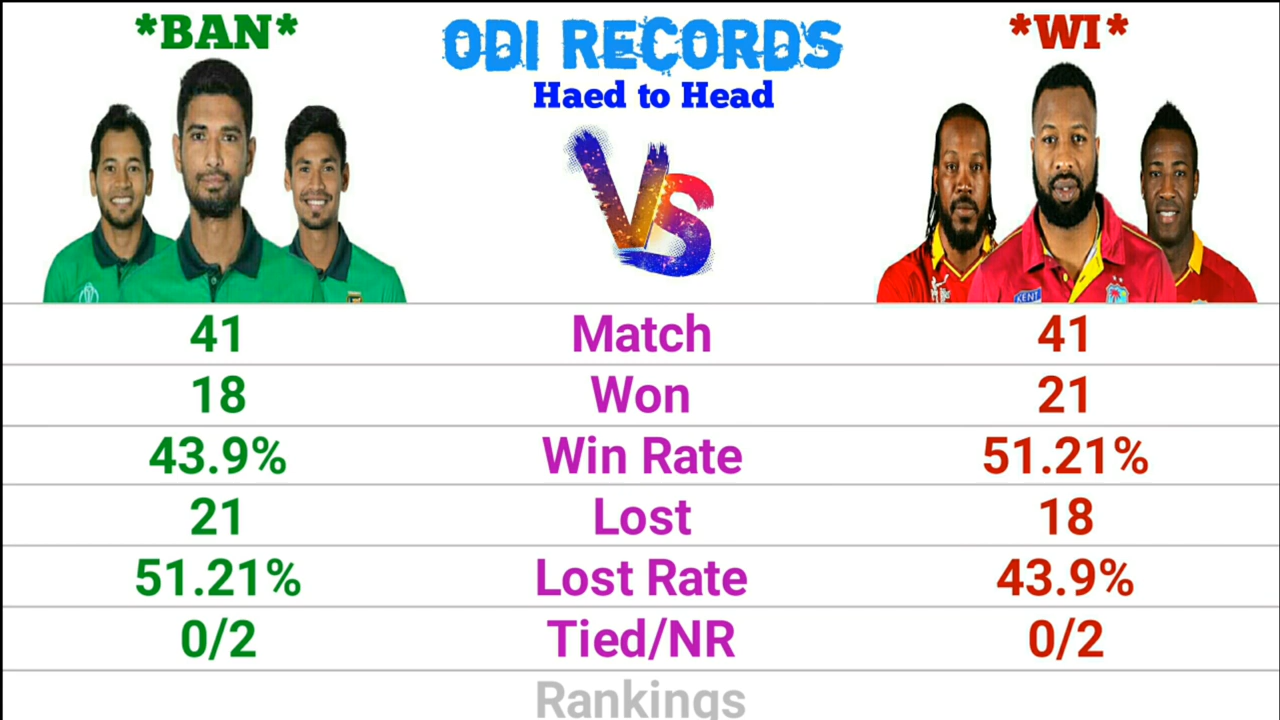 *BAN* ODI RECORDS *WI*
Haed to Head
VS
KENT
41 Match 41
18 Won 21
43.9% Win Rate 51.21%
21 Lost 18
51.21% Lost Rate 43.9%
0/2 Tied/NR 0/2
Rankings